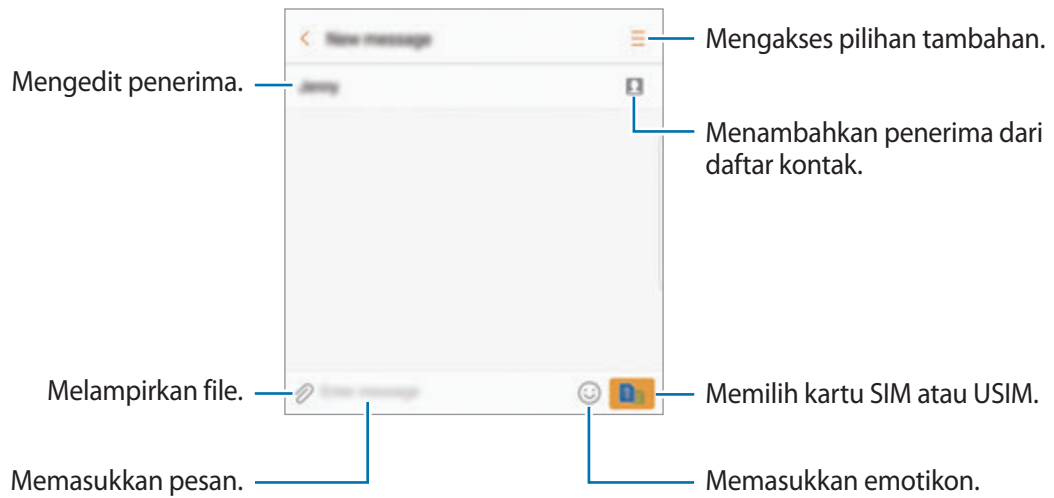 New message
Mengakses pilihan tambahan.
Mengedit penerima.
Jenny
Menambahkan penerima dari
daftar kontak.
Melampirkan file.
Enter message
Memilih kartu SIM atau USIM.
Memasukkan pesan.
Memasukkan emotikon.